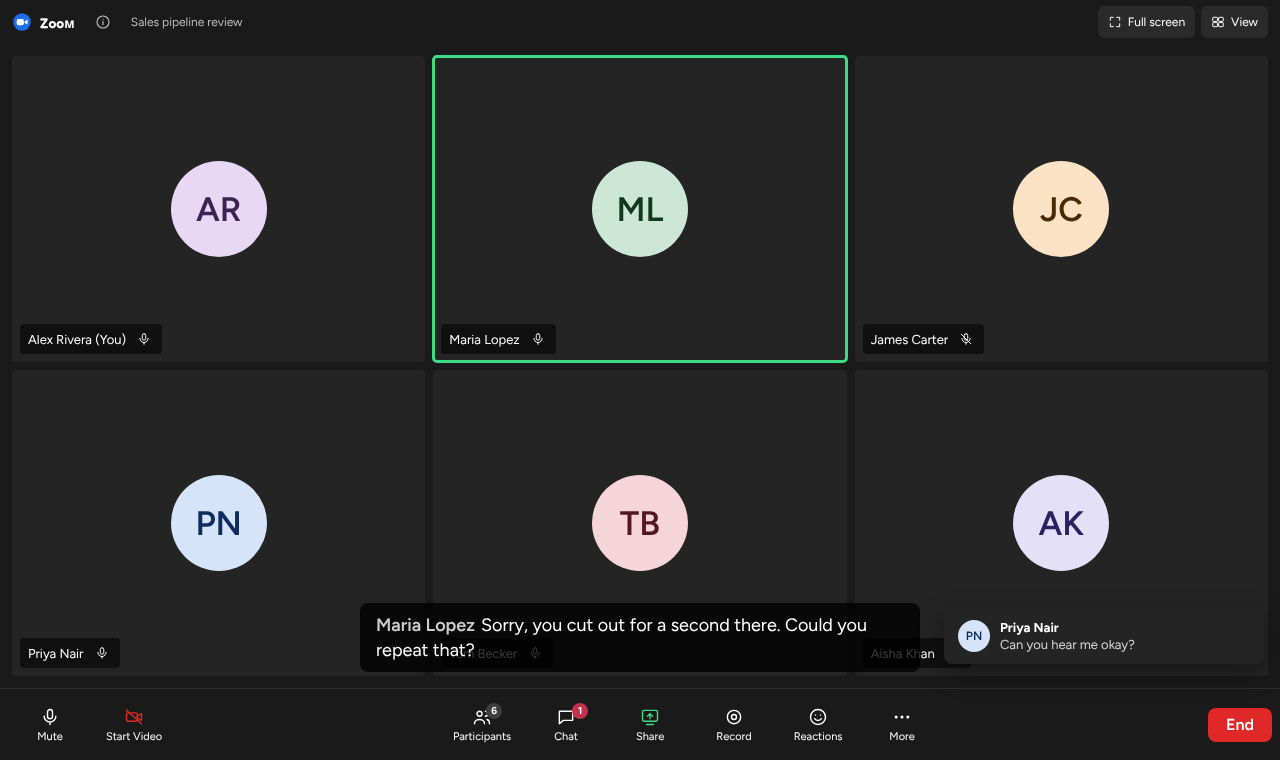 Zoom
Sales pipeline review
Full screen
View
AR
ML
JC
Alex Rivera (You)
Maria Lopez
James Carter
PN
TB
AK
Maria Lopez Sorry, you cut out for a second there. Could you
repeat that?
Priya Nair
Becker
Aisha Khan
PN
Priya Nair
Can you hear me okay?
Mute
Start Video
6
Participants
1
Chat
Share
Record
Reactions
More
End